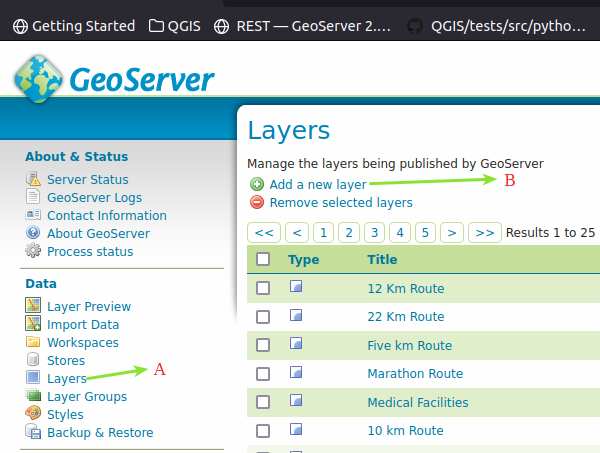 Getting Started QGIS REST — GeoServer 2.… QGIS/tests/src/pytho…
GeoServer
About & Status
Server Status
GeoServer Logs
Contact Information
About GeoServer
Process status
Data
Layer Preview
Import Data
Workspaces
Stores
Layers A
Layer Groups
Styles
Backup & Restore
Layers
Manage the layers being published by GeoServer
Add a new layer B
Remove selected layers
<< < 1 2 3 4 5 > >> Results 1 to 25
Type Title
12 Km Route
22 Km Route
Five km Route
Marathon Route
Medical Facilities
10 km Route